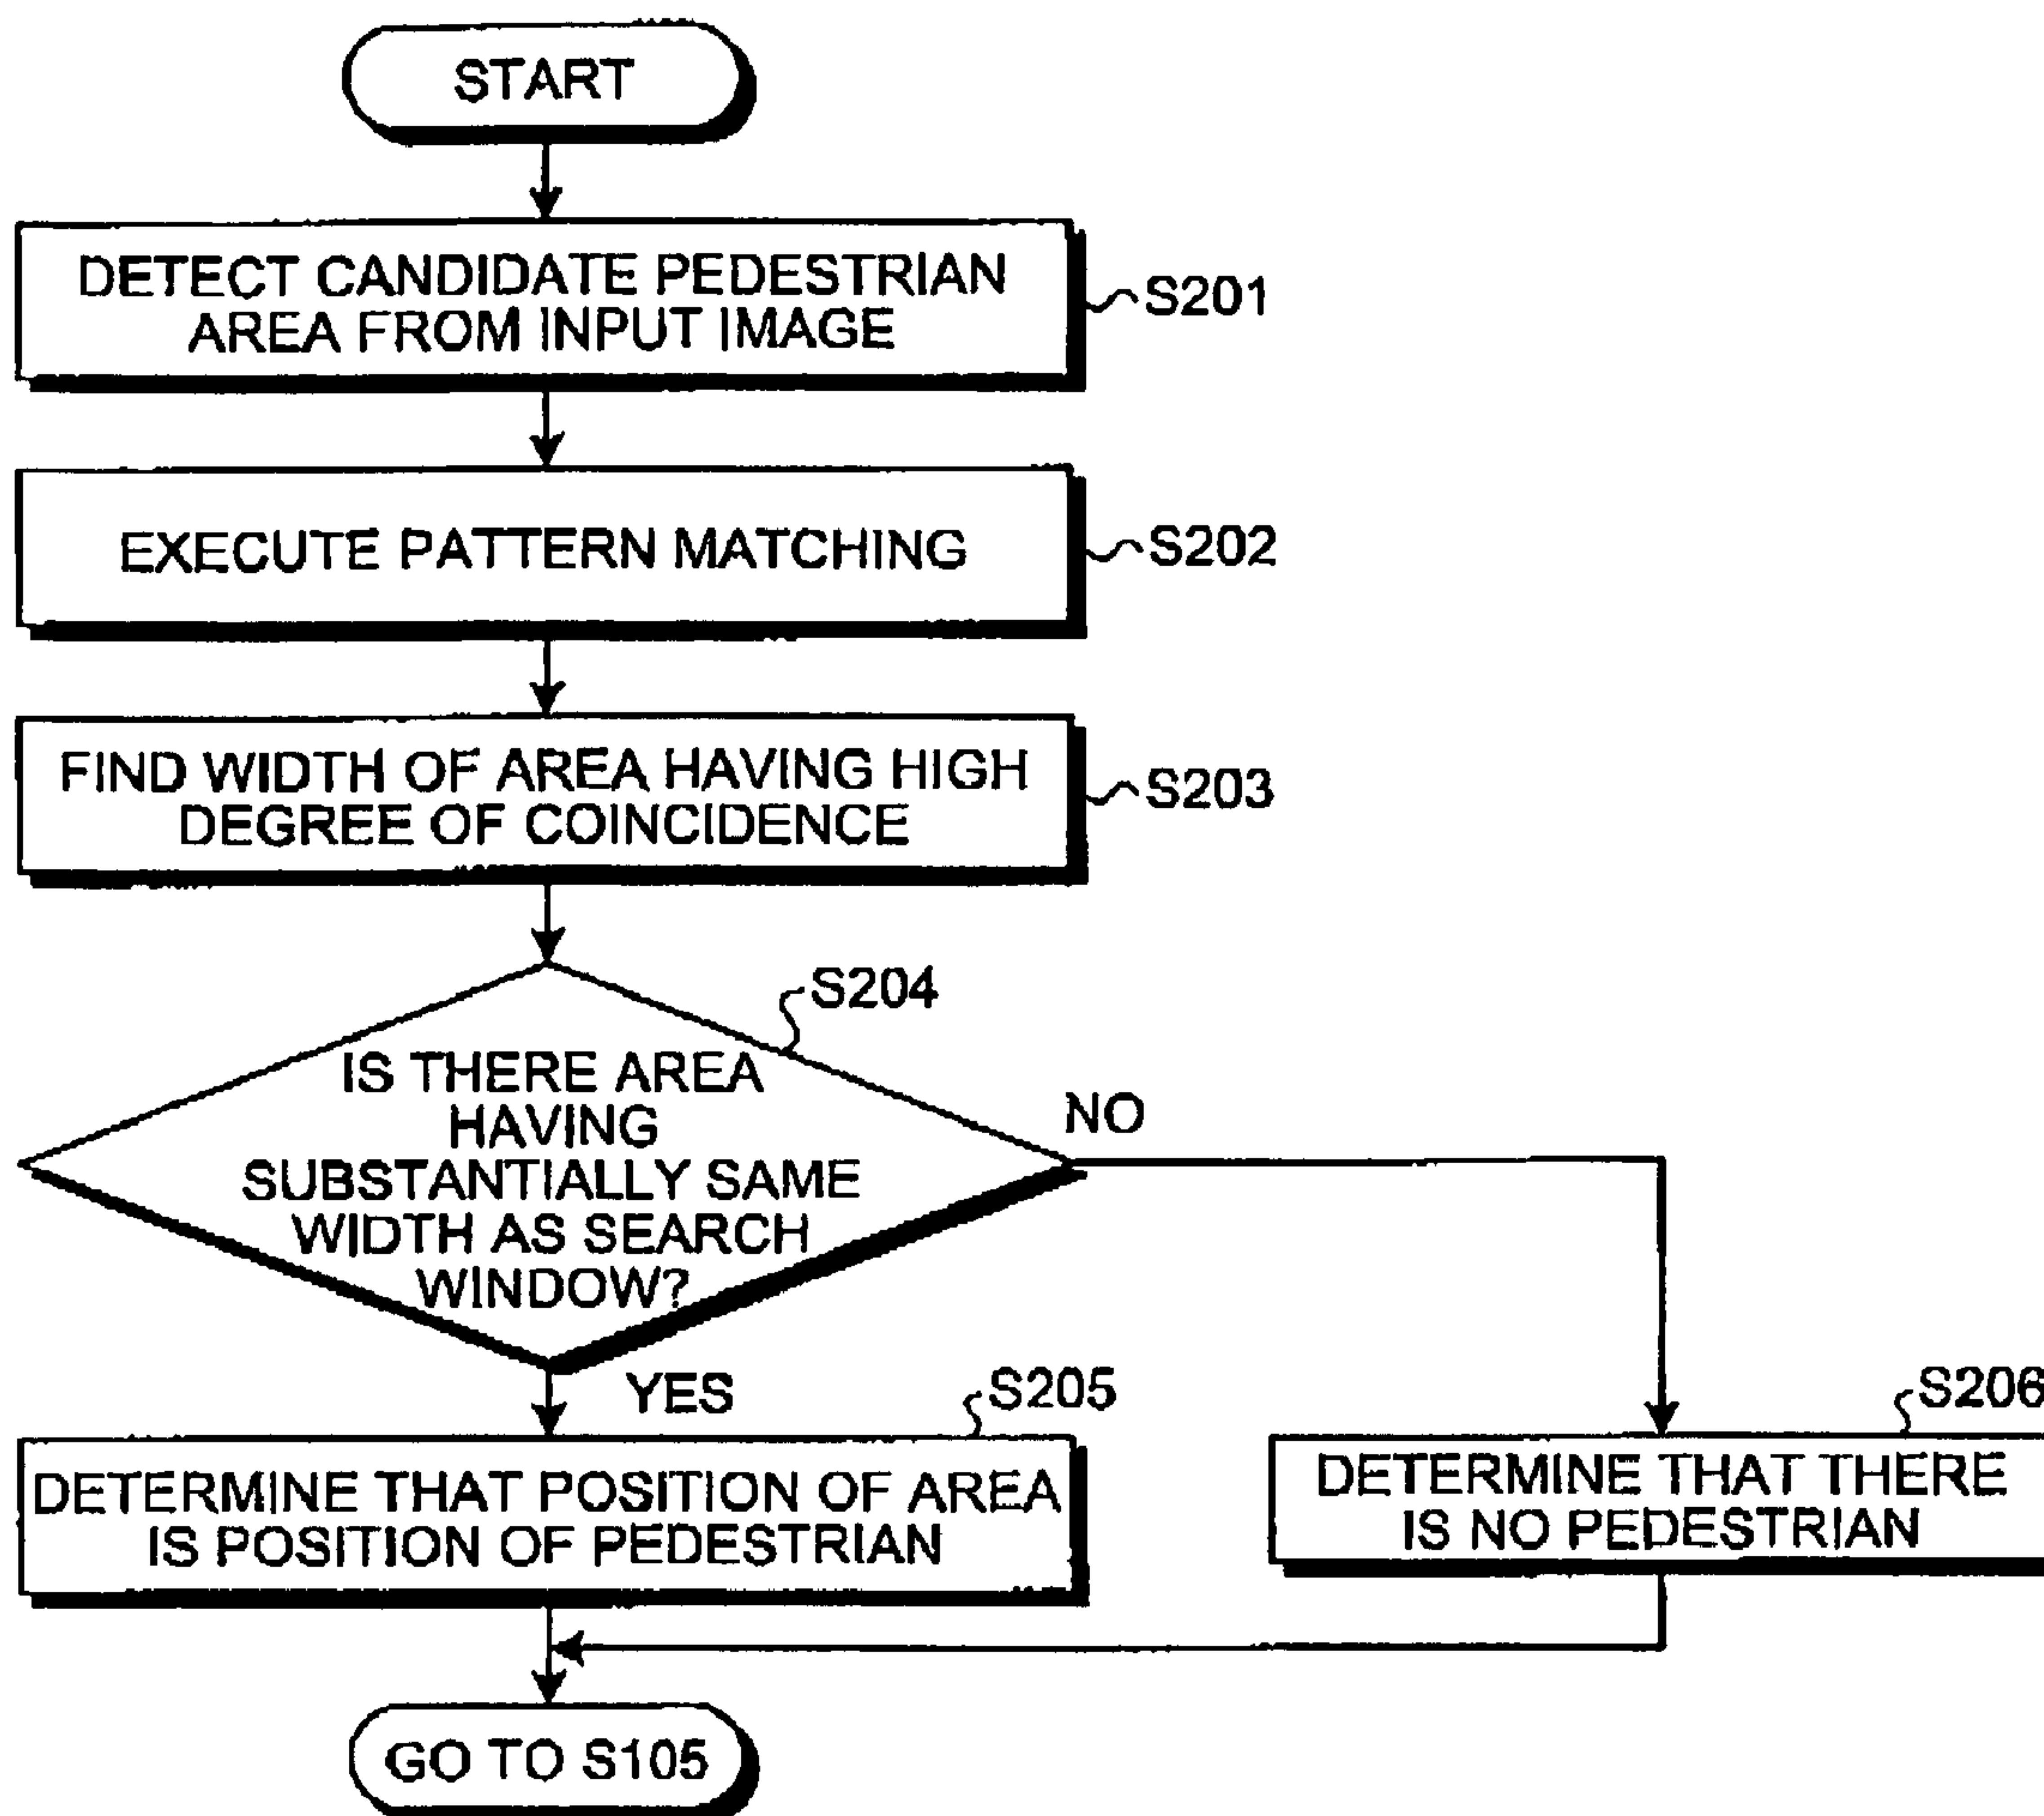 START
DETECT CANDIDATE PEDESTRIAN
AREA FROM INPUT IMAGE
S201
EXECUTE PATTERN MATCHING
S202
FIND WIDTH OF AREA HAVING HIGH
DEGREE OF COINCIDENCE
S203
S204
IS THERE AREA
HAVING
SUBSTANTIALLY SAME
WIDTH AS SEARCH
WINDOW?
NO
YES
S205
DETERMINE THAT POSITION OF AREA
IS POSITION OF PEDESTRIAN
S206
DETERMINE THAT THERE
IS NO PEDESTRIAN
GO TO S105